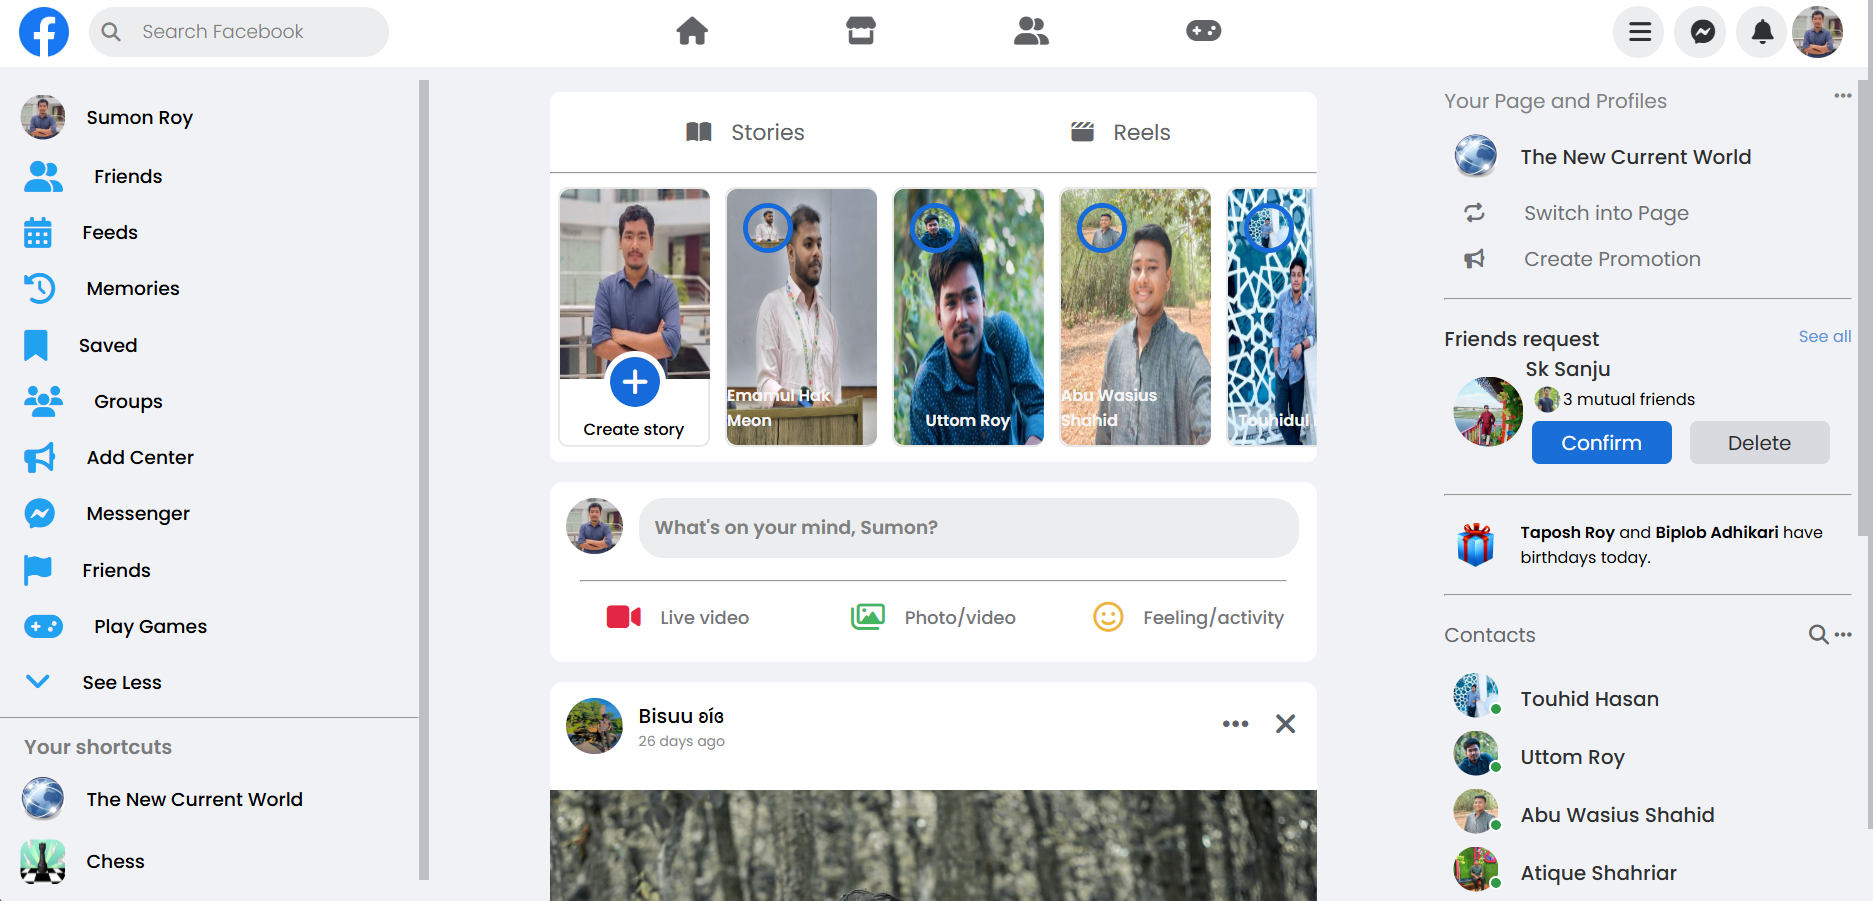 Search Facebook
Sumon Roy
Friends
Feeds
Memories
Saved
Groups
Add Center
Messenger
Friends
Play Games
See Less
Your shortcuts
The New Current World
Chess
Stories
Reels
Create story
Emamul Hak
Meon
Uttom Roy
Abu Wasius
Shahid
Touhidul
What's on your mind, Sumon?
Live video
Photo/video
Feeling/activity
Bisuu
26 days ago
Your Page and Profiles
The New Current World
Switch into Page
Create Promotion
Friends request
See all
Sk Sanju
3 mutual friends
Confirm
Delete
Taposh Roy and Biplob Adhikari have
birthdays today.
Contacts
Touhid Hasan
Uttom Roy
Abu Wasius Shahid
Atique Shahriar